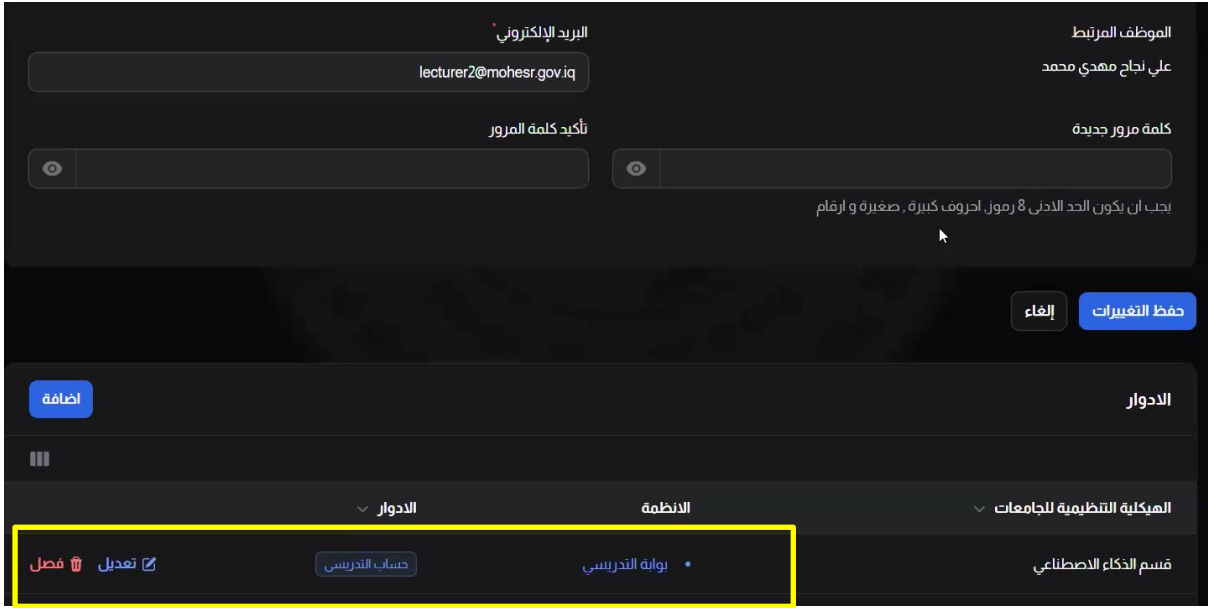 الموظف المرتبط
علي نجاح مهدي محمد
البريد الإلكتروني*
lecturer2@mohesr.gov.iq
كلمة مرور جديدة
تأكيد كلمة المرور
يجب ان يكون الحد الادنى 8 رموز, احروف كبيرة , صغيرة و ارقام
حفظ التغييرات إلغاء
الادوار اضافة
الهيكلية التنظيمية للجامعات الانظمة الادوار
قسم الذكاء الاصطناعي • بوابة التدريسي حساب التدريسي تعديل فصل